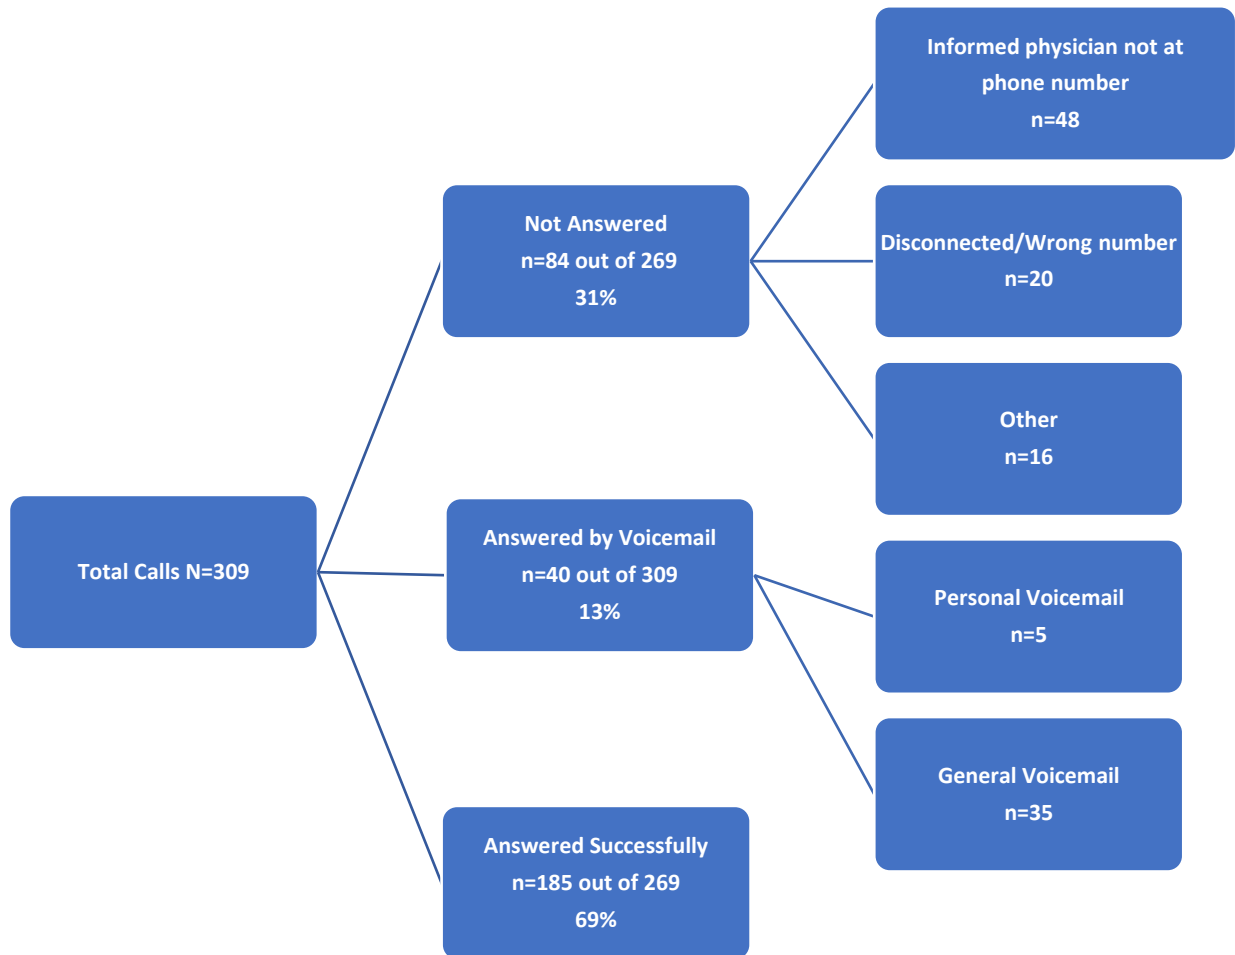 Total Calls N=309
Not Answered
n=84 out of 269
31%
Answered by Voicemail
n=40 out of 309
13%
Answered Successfully
n=185 out of 269
69%
Informed physician not at
phone number
n=48
Disconnected/Wrong number
n=20
Other
n=16
Personal Voicemail
n=5
General Voicemail
n=35